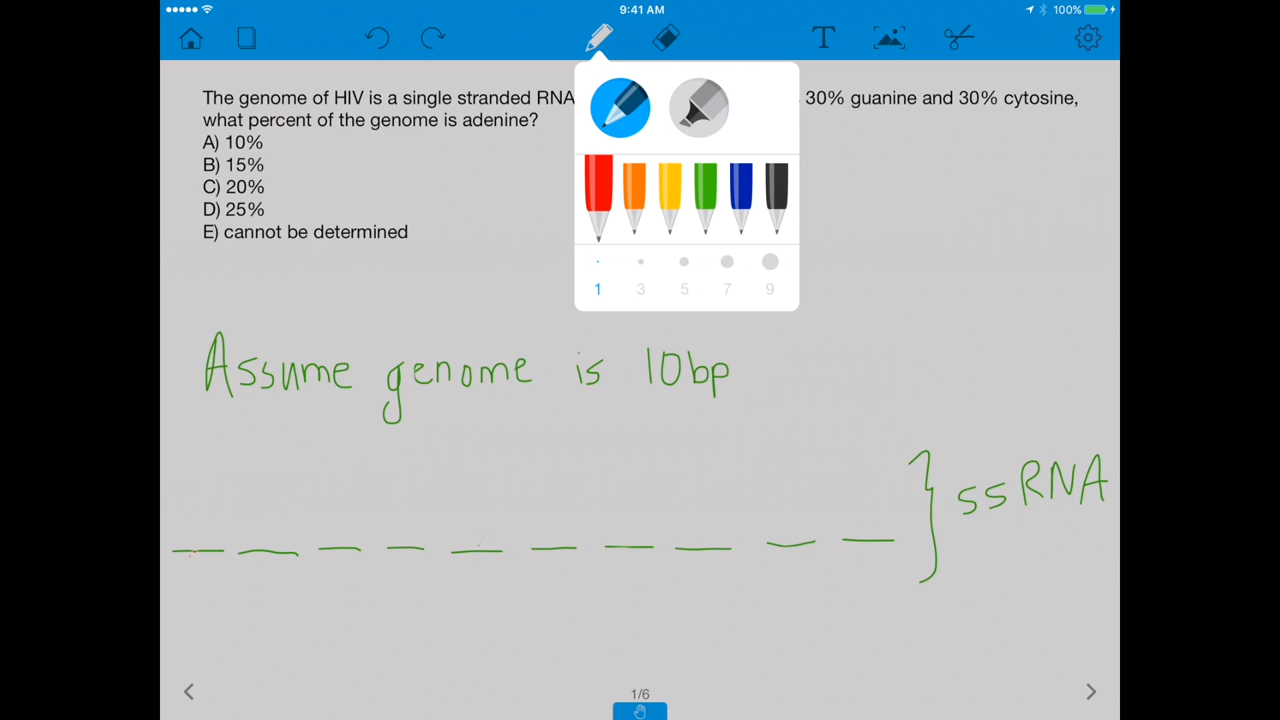 9:41 AM
100%
T
The genome of HIV is a single stranded RNA 30% guanine and 30% cytosine,
what percent of the genome is adenine?
A) 10%
B) 15%
C) 20%
D) 25%
E) cannot be determined
1 3 5 7 9
Assume genome is 10bp
ssRNA
1/6